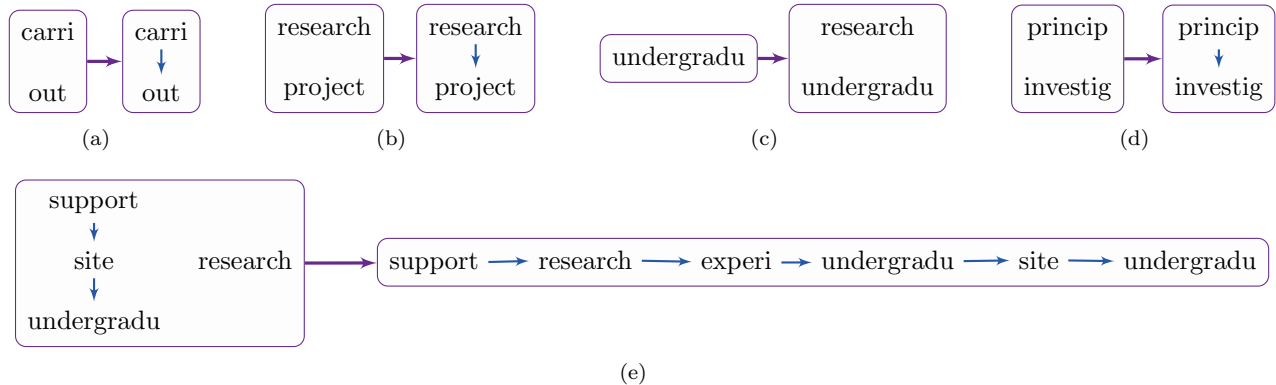 carri
out
carri
out
(a)
research
project
research
project
(b)
undergradu
research
undergradu
(c)
princip
investig
princip
investig
(d)
support
site
undergradu
research
support research experi undergradu site undergradu
(e)